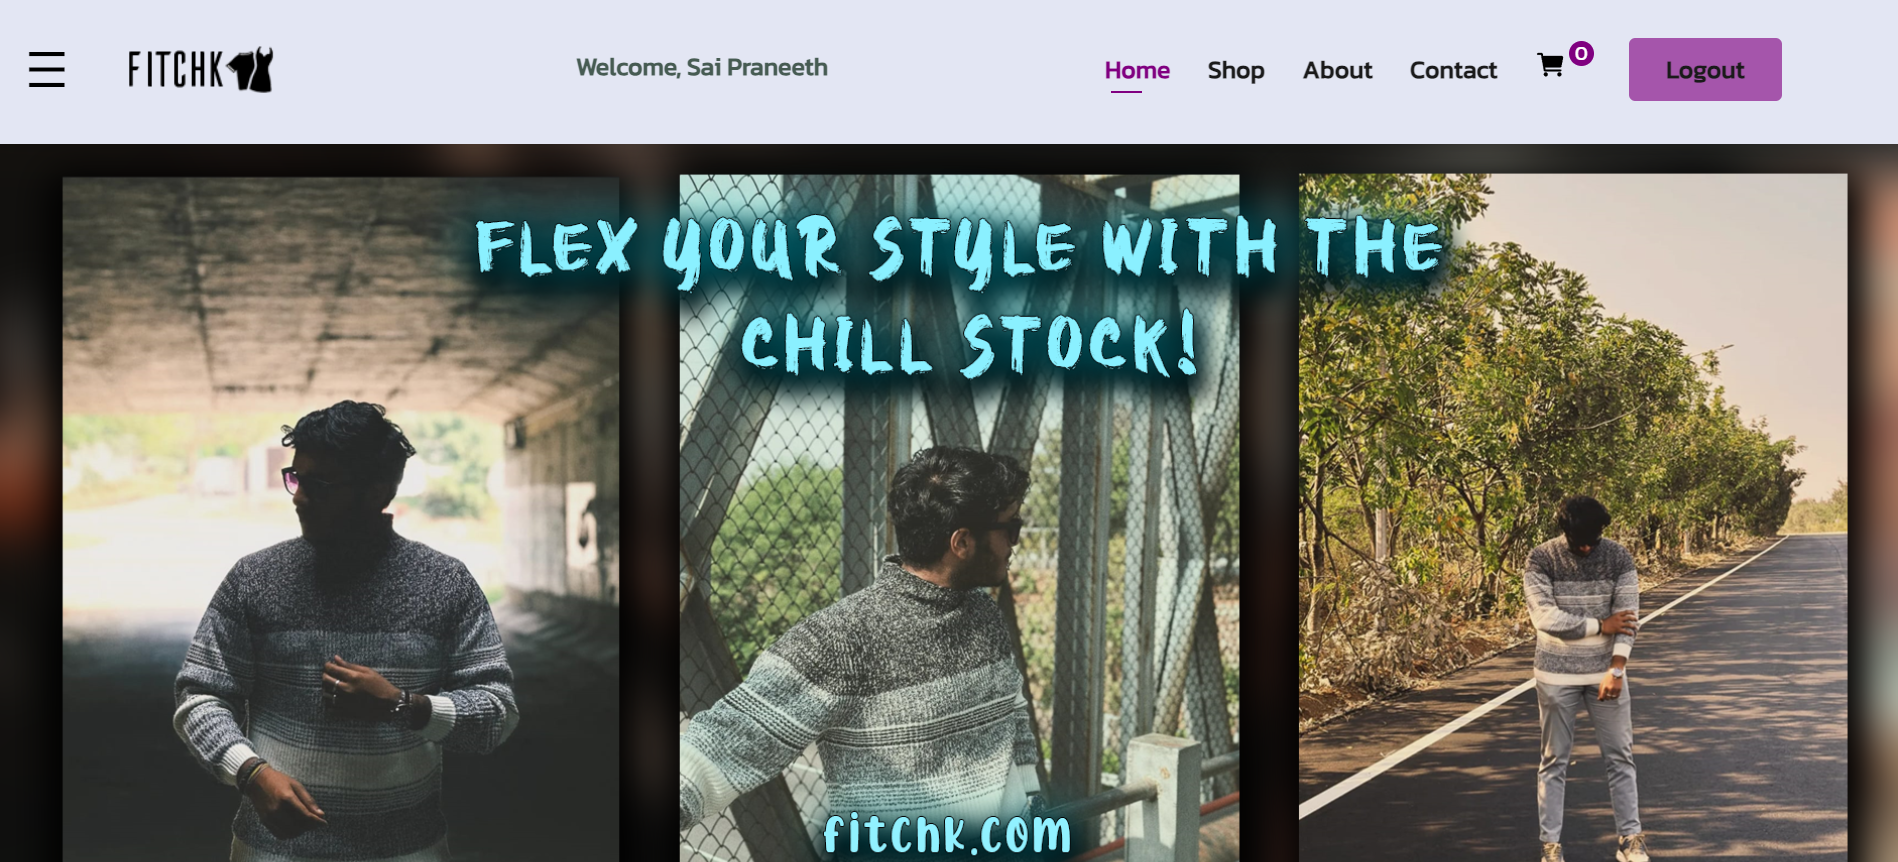 FITCHK
Welcome, Sai Praneeth
Home
Shop
About
Contact
0
Logout
FLEX YOUR STYLE WITH THE
CHILL STOCK!
fitchk.com